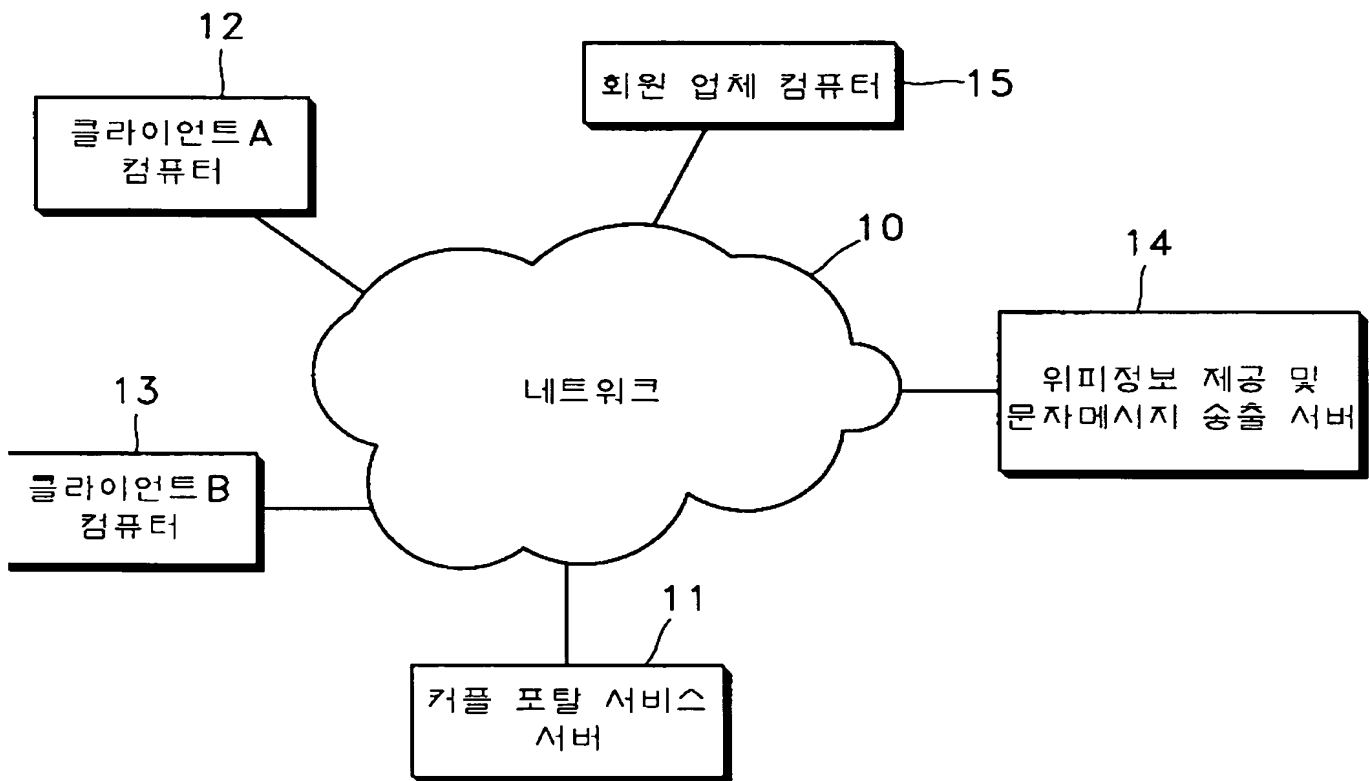 12
클라이언트A
컴퓨터
회원 업체 컴퓨터
15
10
14
위피정보 제공 및
문자메시지 송출 서버
네트워크
13
클라이언트B
컴퓨터
11
커플 포탈 서비스
서버